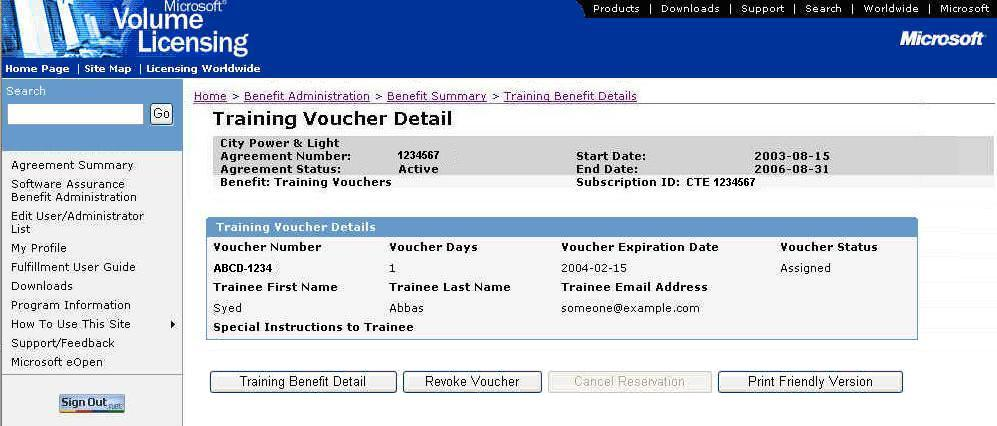 Products | Downloads | Support | Search | Worldwide | Microsoft
Microsoft®
Volume
Licensing
Microsoft
Home Page | Site Map | Licensing Worldwide
Search
Go
Agreement Summary
Software Assurance
Benefit Administration
Edit User/Administrator
List
My Profile
Fulfillment User Guide
Downloads
Program Information
How To Use This Site
Support/Feedback
Microsoft eOpen
Sign Out .net
Home > Benefit Administration > Benefit Summary > Training Benefit Details
Training Voucher Detail
City Power & Light
Agreement Number: 1234567 Start Date: 2003-08-15
Agreement Status: Active End Date: 2006-08-31
Benefit: Training Vouchers Subscription ID: CTE 1234567
Training Voucher Details
Voucher Number Voucher Days Voucher Expiration Date Voucher Status
ABCD-1234 1 2004-02-15 Assigned
Trainee First Name Trainee Last Name Trainee Email Address
Syed Abbas someone@example.com
Special Instructions to Trainee
Training Benefit Detail Revoke Voucher Cancel Reservation Print Friendly Version